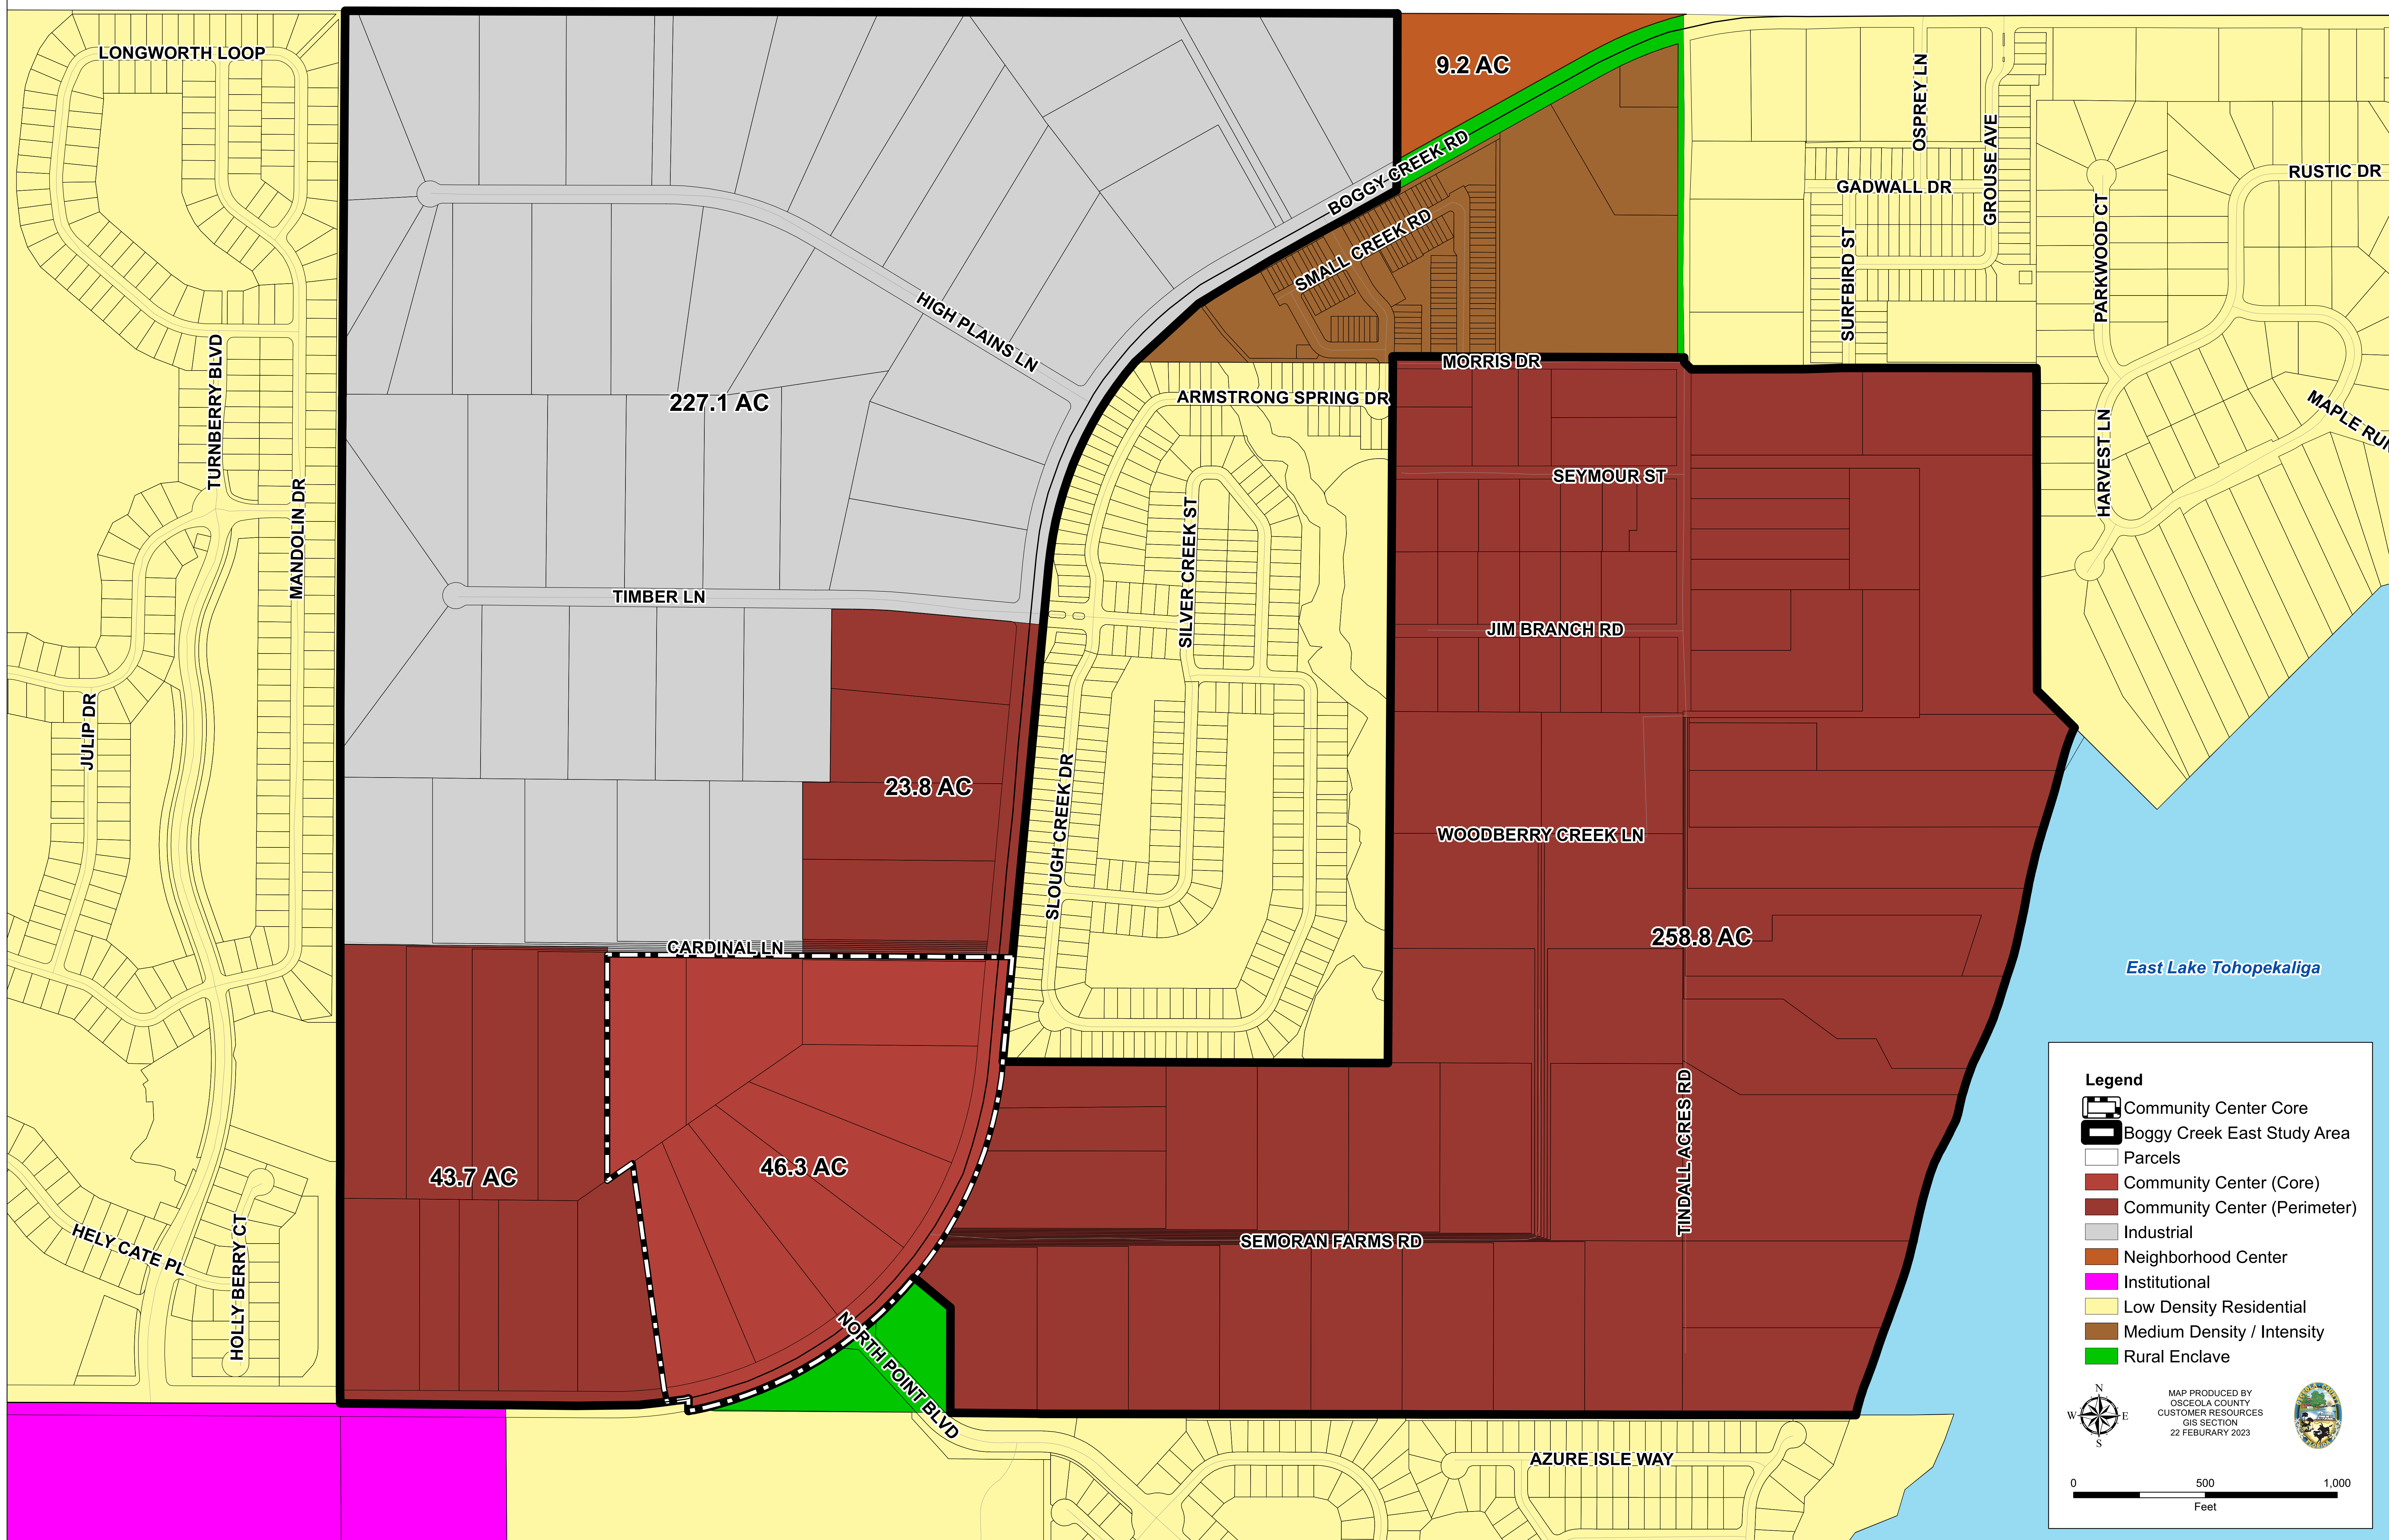 LONGWORTH LOOP
9.2 AC
OSPREY LN
GROUSE AVE
BOGGY CREEK RD
RUSTIC DR
GADWALL DR
PARKWOOD CT
SMALL CREEK RD
SURFBIRD ST
HIGH PLAINS LN
MORRIS DR
TURNBERRY BLVD
227.1 AC
ARMSTRONG SPRING DR
MAPLE RUN
HARVEST LN
SEYMOUR ST
MANDOLIN DR
SILVER CREEK ST
TIMBER LN
JIM BRANCH RD
JULIP DR
23.8 AC
SLOUGH CREEK DR
WOODBERRY CREEK LN
258.8 AC
CARDINAL LN
East Lake Tohopekaliga
43.7 AC
46.3 AC
TINDALL ACRES RD
HELY CATE PL
HOLLY BERRY CT
SEMORAN FARMS RD
NORTH POINT BLVD
AZURE ISLE WAY
Legend
Community Center Core
Boggy Creek East Study Area
Parcels
Community Center (Core)
Community Center (Perimeter)
Industrial
Neighborhood Center
Institutional
Low Density Residential
Medium Density / Intensity
Rural Enclave
N
W E
S
MAP PRODUCED BY
OSCEOLA COUNTY
CUSTOMER RESOURCES
GIS SECTION
22 FEBURARY 2023
0 500 1,000
Feet